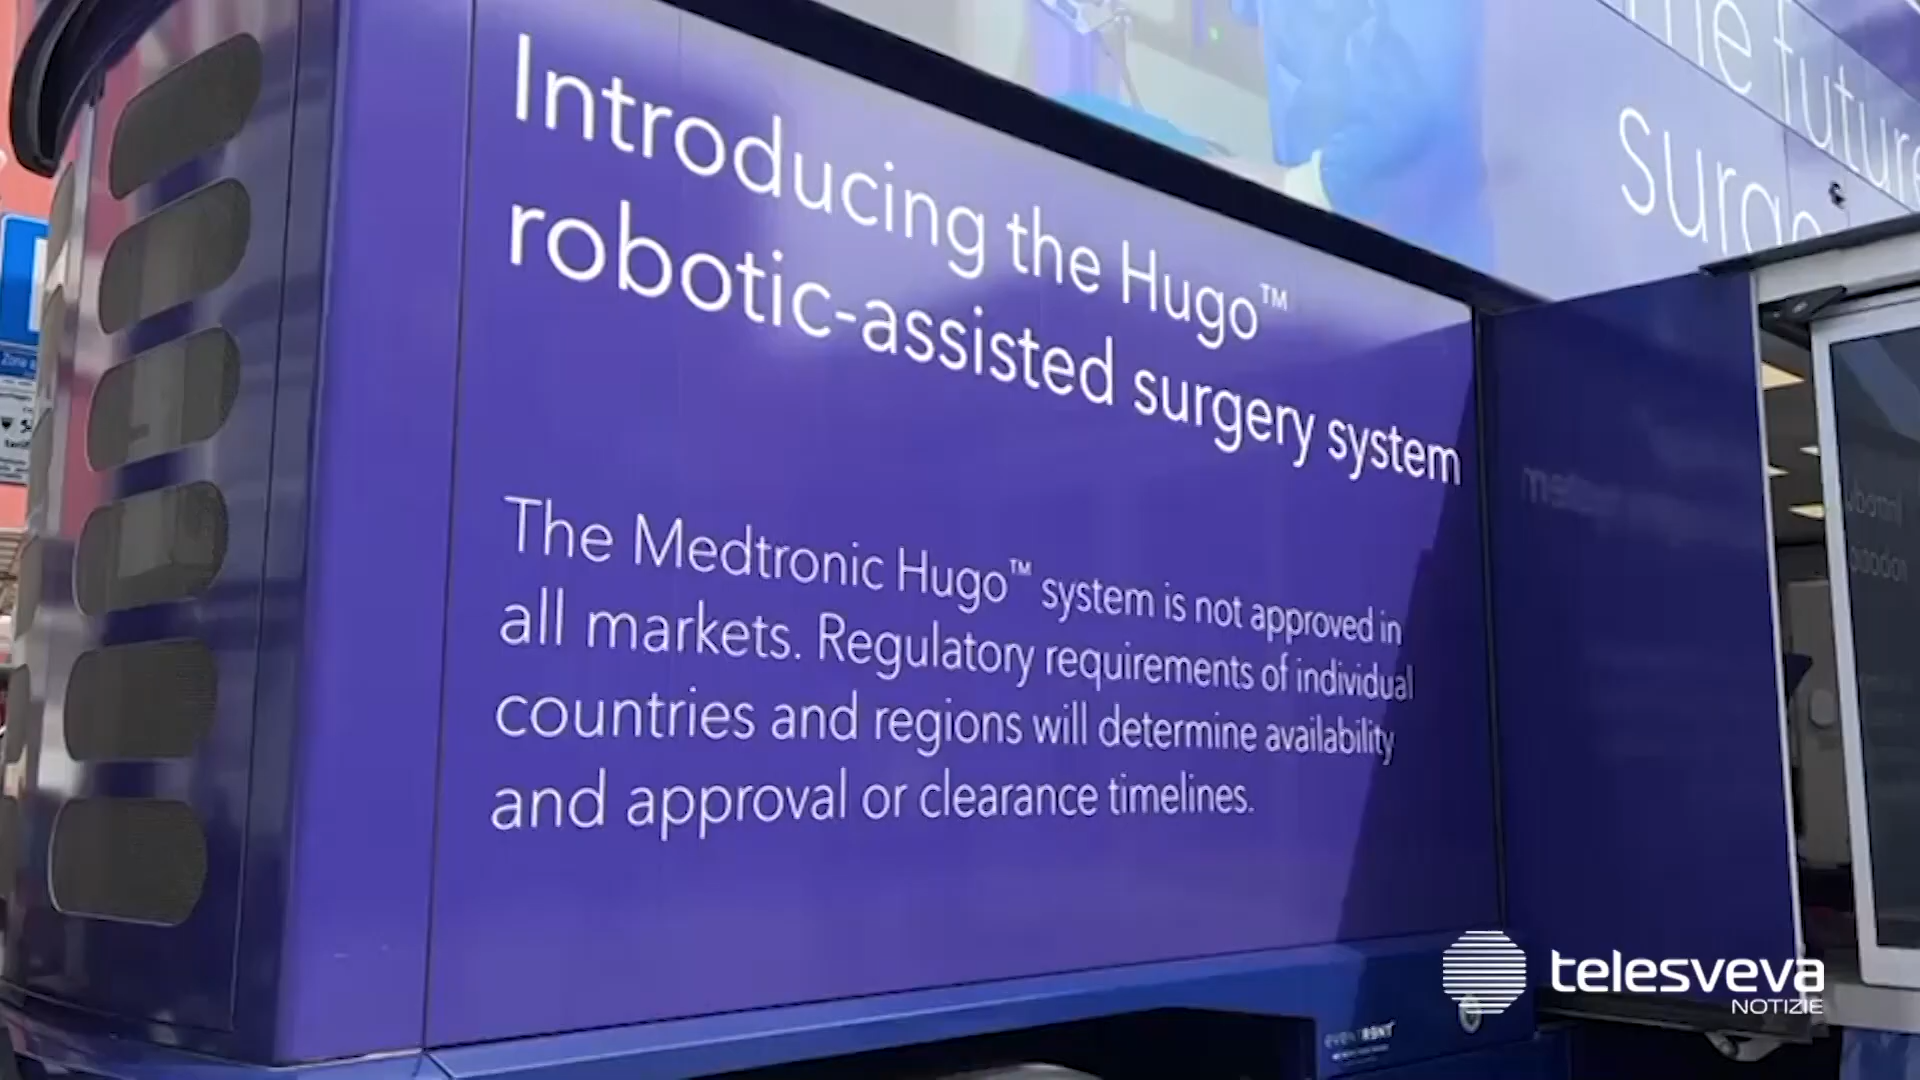 Introducing the Hugo™
robotic-assisted surgery system
The Medtronic Hugo™ system is not approved in
all markets. Regulatory requirements of individual
countries and regions will determine availability
and approval or clearance timelines.
future
telesveva
NOTIZIE